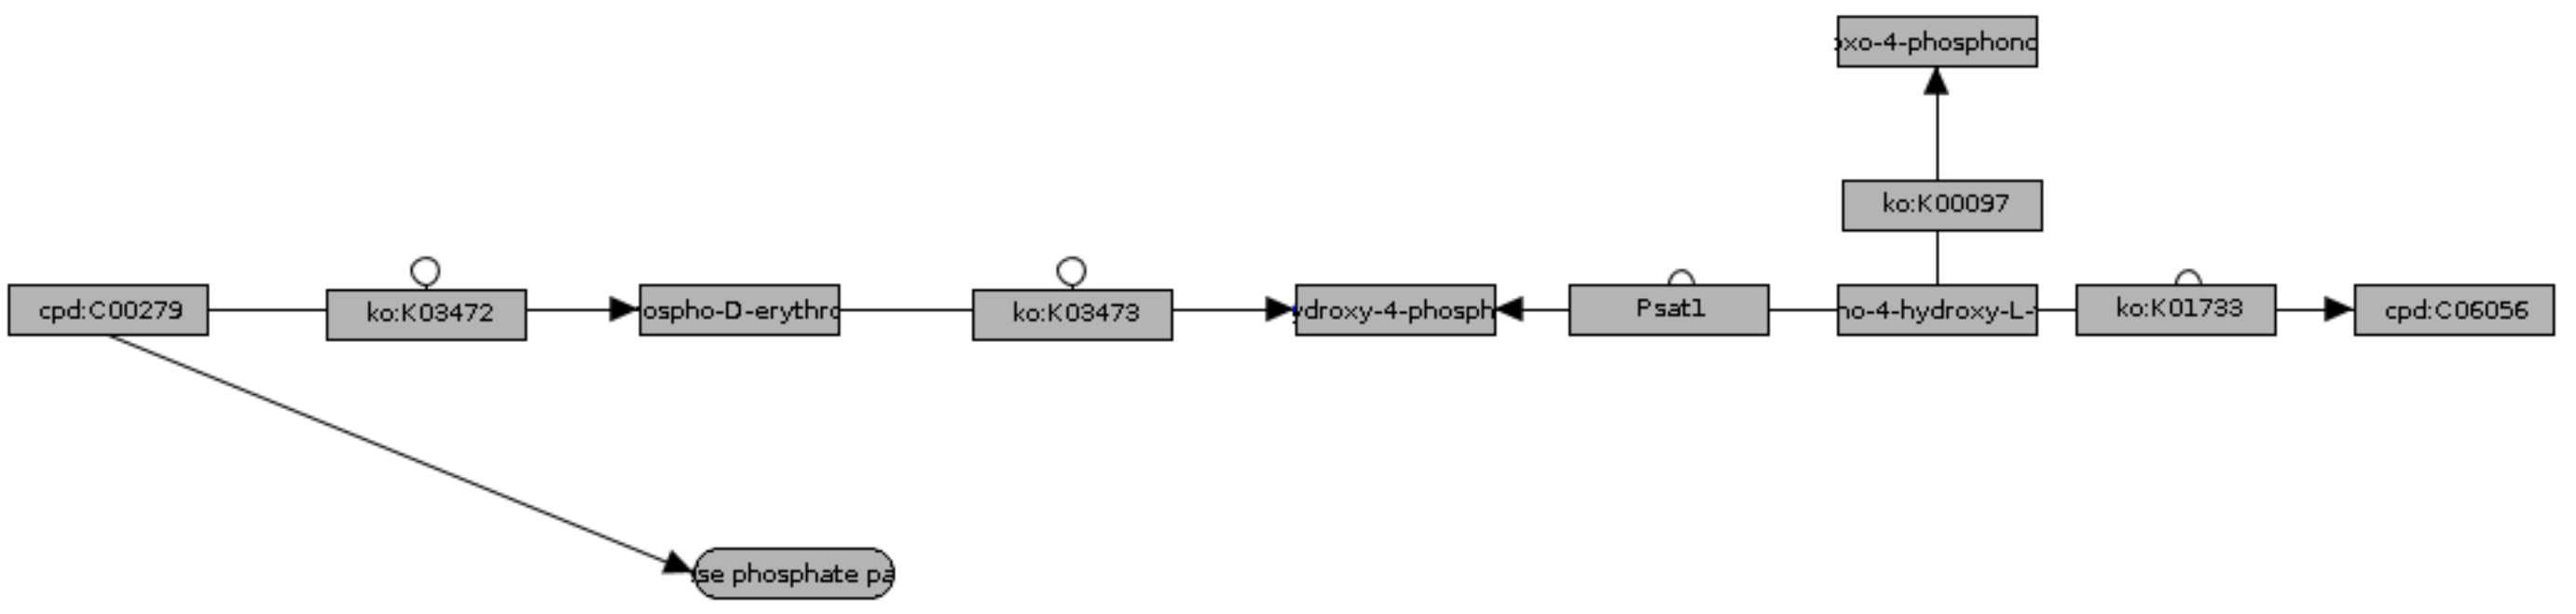 xo-4-phosphono
ko:K00097
cpd:C00279
ko:K03472
ospho-D-erythro
ko:K03473
ydroxy-4-phosph
Psat1
no-4-hydroxy-L-
ko:K01733
cpd:C06056
se phosphate pa